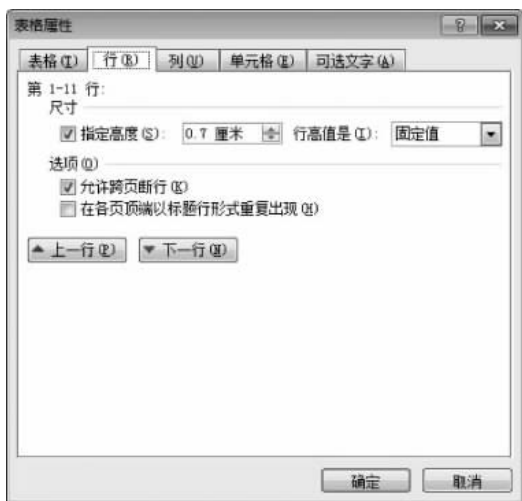 表格属性
表格(T) 行(R) 列(U) 单元格(E) 可选文字(A)
第 1-11 行:
尺寸
指定高度(S): 0.7 厘米 行高值是(I): 固定值
选项(O)
允许跨页断行(K)
在各页顶端以标题行形式重复出现(H)
上一行(P) 下一行(N)
确定 取消